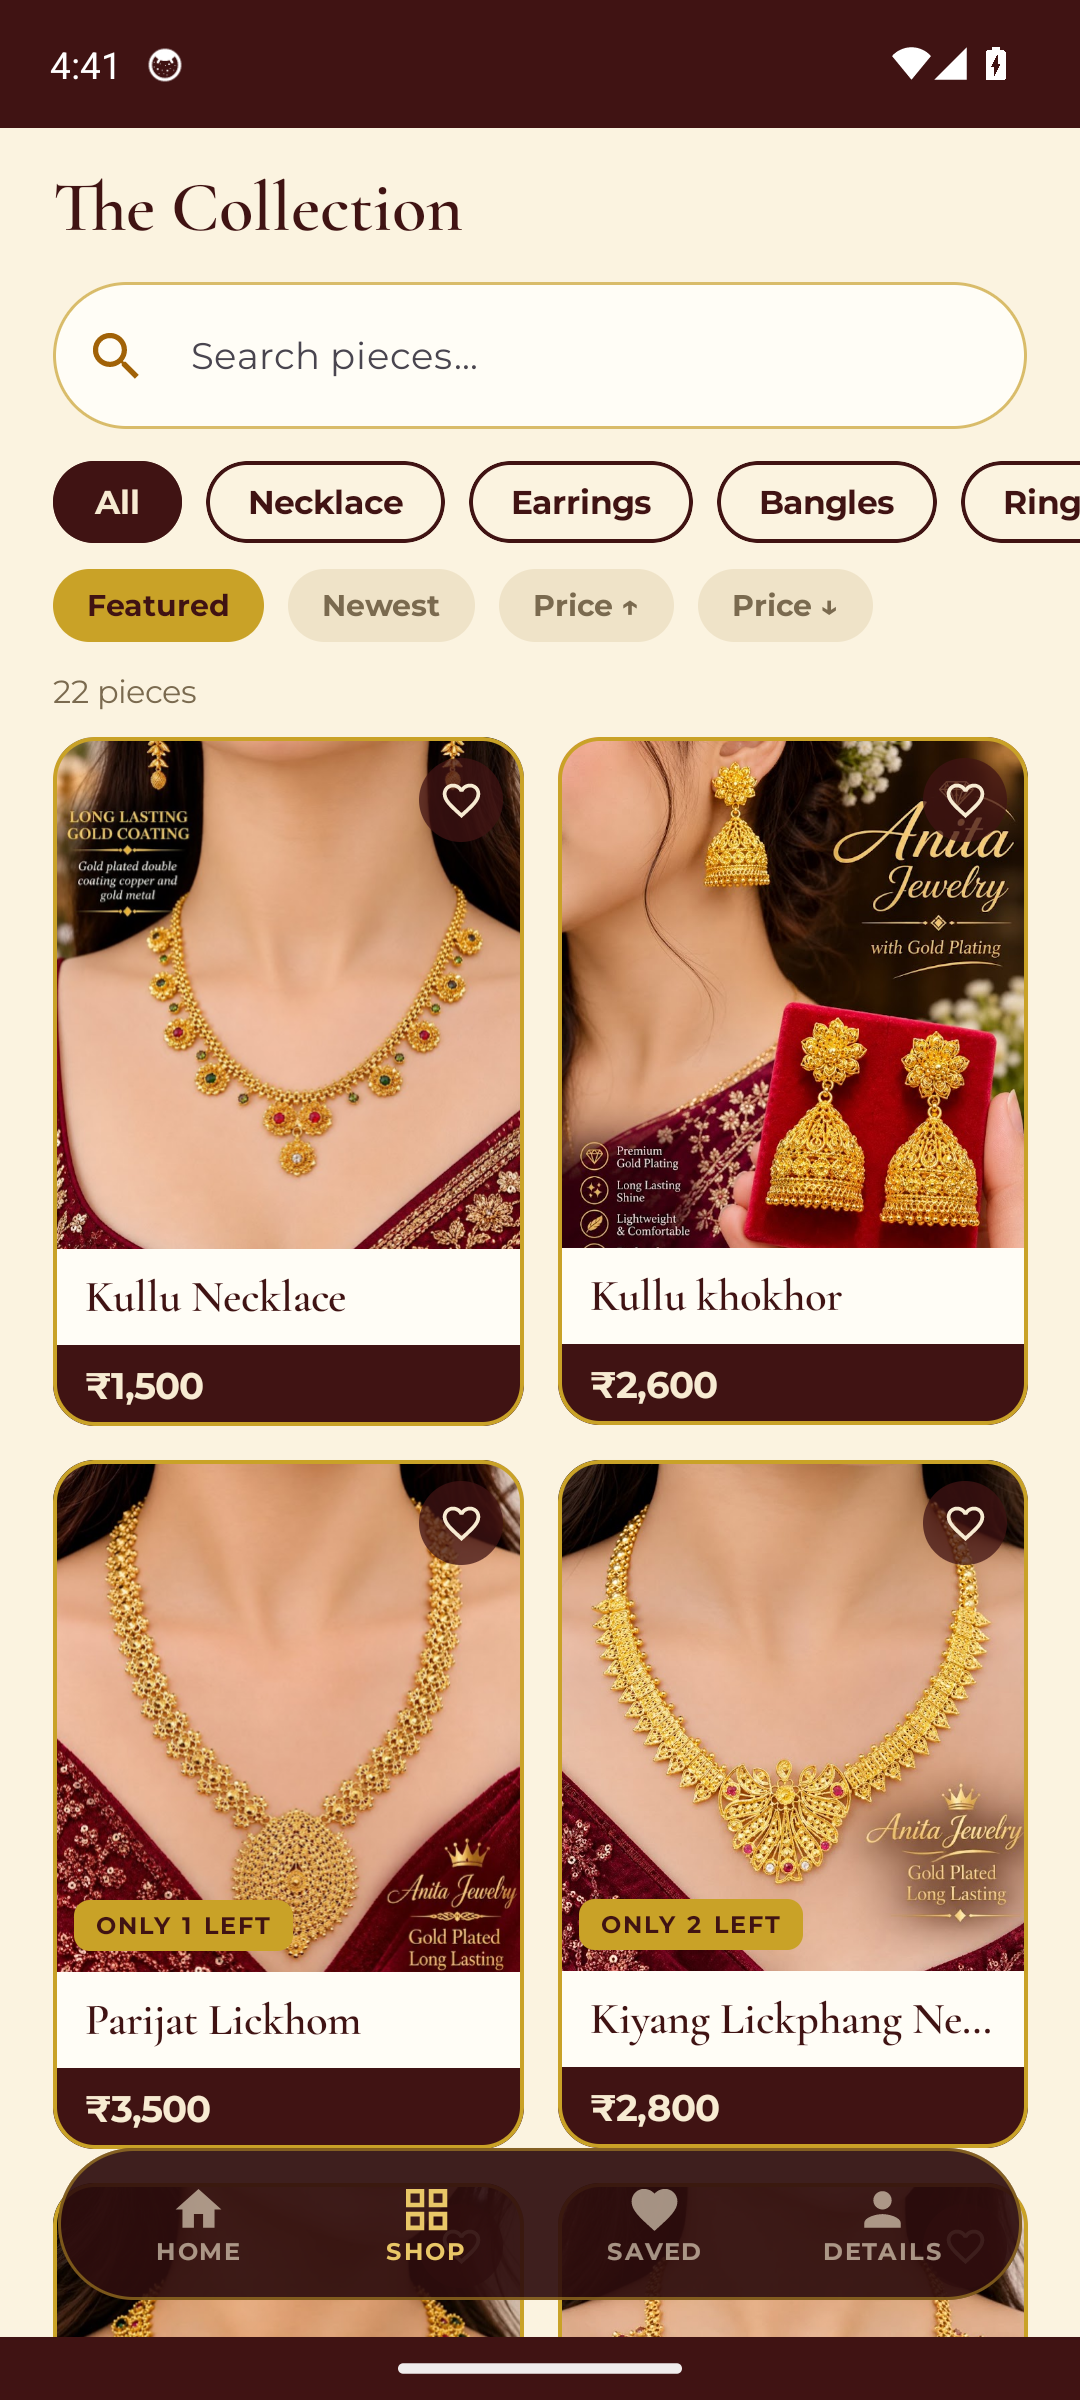 4:41
The Collection
Search pieces...
All
Necklace
Earrings
Bangles
Ring
Featured
Newest
Price ↑
Price ↓
22 pieces
LONG LASTING
GOLD COATING
Gold plated double
coating copper and
gold metal
Anita
Jewelry
with Gold Plating
Premium
Gold Plating
Long Lasting
Shine
Lightweight
& Comfortable
Kullu Necklace
₹1,500
Kullu khokhor
₹2,600
Anita Jewelry
Gold Plated
Long Lasting
ONLY 1 LEFT
Anita Jewelry
Gold Plated
Long Lasting
ONLY 2 LEFT
Parijat Lickhom
₹3,500
Kiyang Lickphang Ne...
₹2,800
HOME
SHOP
SAVED
DETAILS